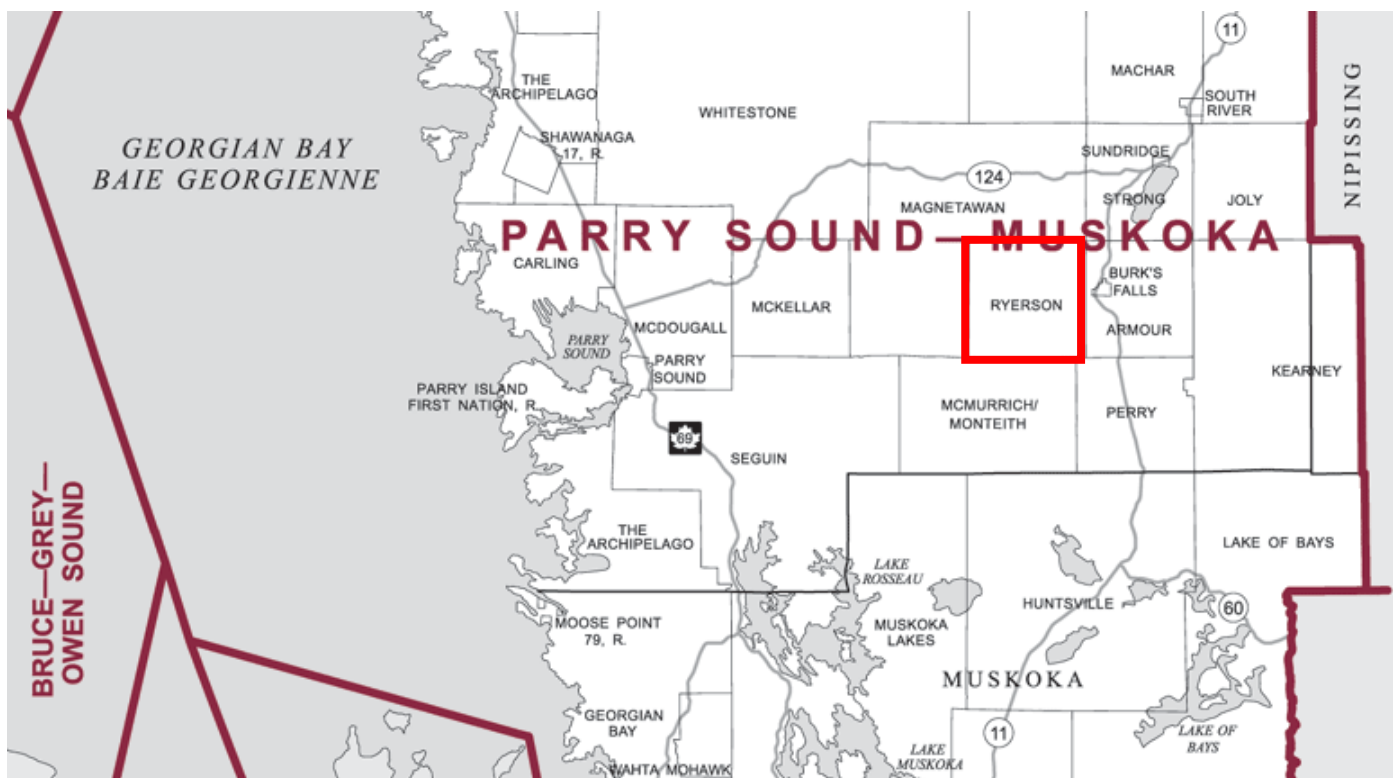 11
MACHAR
THE
ARCHIPELAGO
SOUTH
RIVER
WHITESTONE
NIPISSING
SHAWANAGA
17, R.
GEORGIAN BAY
BAIE GEORGIENNE
SUNDRIDGE
124
STRONG
JOLY
MAGNETAWAN
PARRY SOUND—MUSKOKA
CARLING
BURK'S
FALLS
RYERSON
MCKELLAR
MCDOUGALL
ARMOUR
PARRY
SOUND
PARRY
SOUND
KEARNEY
PARRY ISLAND
FIRST NATION, R.
MCMURRICH/
MONTEITH
PERRY
69
SEGUIN
BRUCE—GREY—
OWEN SOUND
THE
ARCHIPELAGO
LAKE OF BAYS
LAKE
ROSSEAU
HUNTSVILLE
60
MOOSE POINT
79, R.
MUSKOKA
LAKES
MUSKOKA
GEORGIAN
BAY
11
LAKE OF
BAYS
LAKE
MUSKOKA
WAHTA MOHAWK